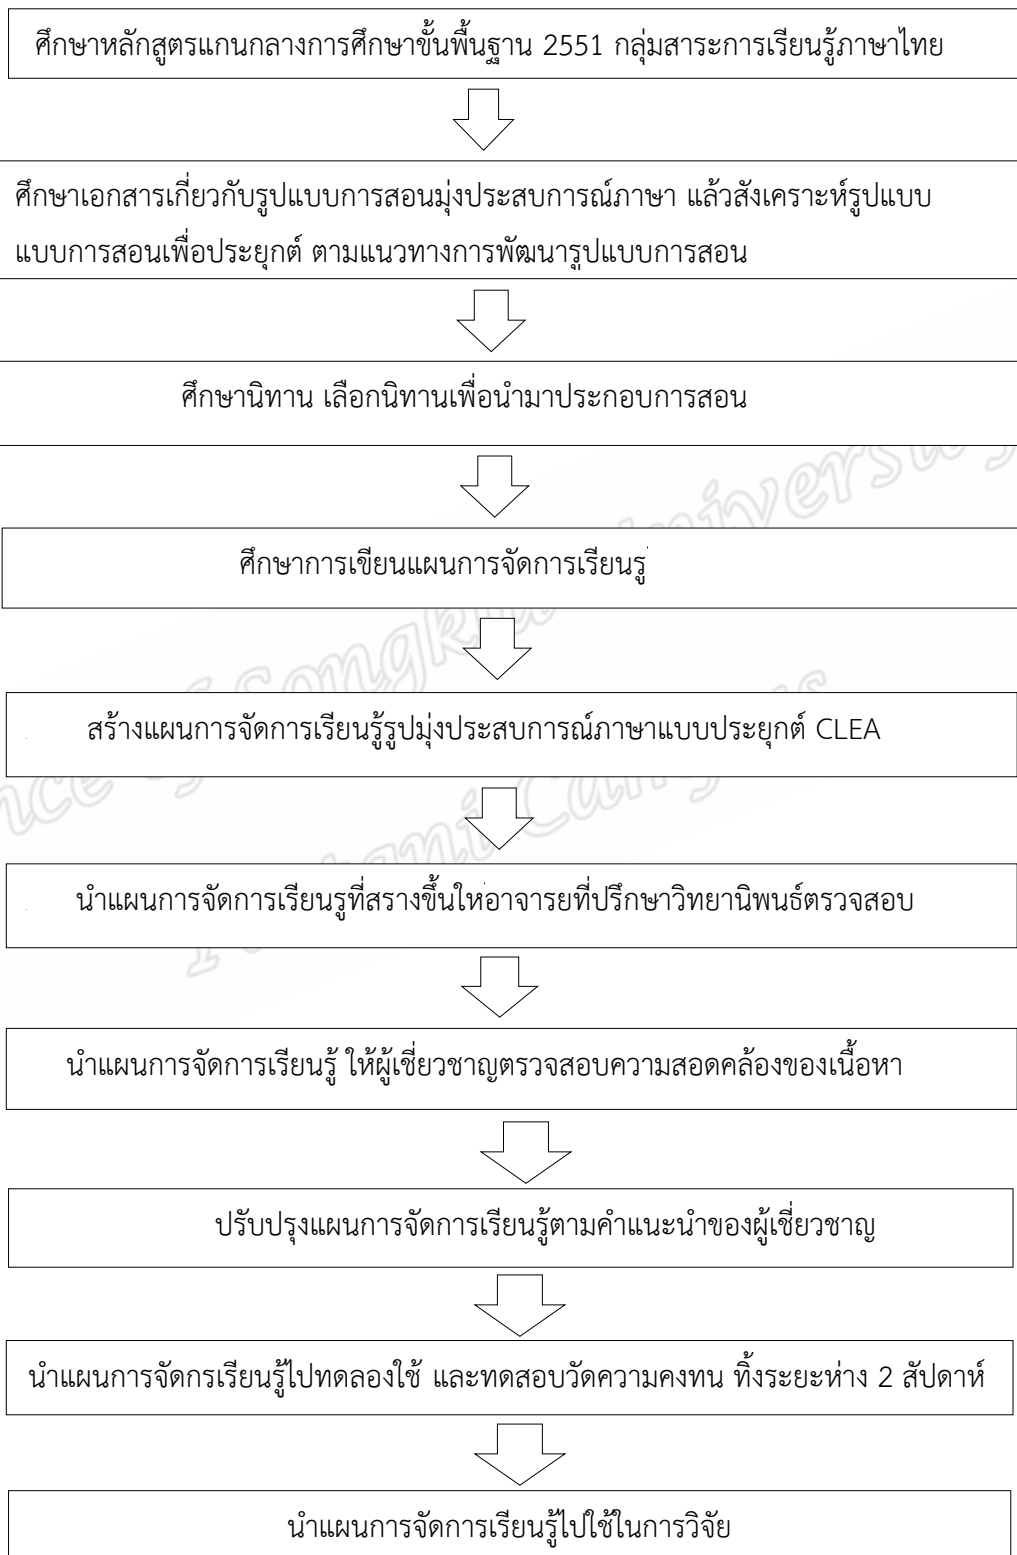 ศึกษาหลักสูตรแกนกลางการศึกษาขั้นพื้นฐาน 2551 กลุ่มสาระการเรียนรู้ภาษาไทย
ศึกษาเอกสารเกี่ยวกับรูปแบบการสอนมุ่งประสบการณ์ภาษา แล้วสังเคราะห์รูปแบบ
แบบการสอนเพื่อประยุกต์ ตามแนวทางการพัฒนารูปแบบการสอน
ศึกษานิทาน เลือกนิทานเพื่อนำมาประกอบการสอน
ศึกษาการเขียนแผนการจัดการเรียนรู้
สร้างแผนการจัดการเรียนรู้รูปมุ่งประสบการณ์ภาษาแบบประยุกต์ CLEA
นำแผนการจัดการเรียนรูที่สรางขึ้นใหอาจารยที่ปรึกษาวิทยานิพนธ์ตรวจสอบ
นำแผนการจัดการเรียนรู้ ให้ผู้เชี่ยวชาญตรวจสอบความสอดคล้องของเนื้อหา
ปรับปรุงแผนการจัดการเรียนรู้ตามคำแนะนำของผู้เชี่ยวชาญ
นำแผนการจัดกรเรียนรู้ไปทดลองใช้ และทดสอบวัดความคงทน ทิ้งระยะห่าง 2 สัปดาห์
นำแผนการจัดการเรียนรู้ไปใช้ในการวิจัย